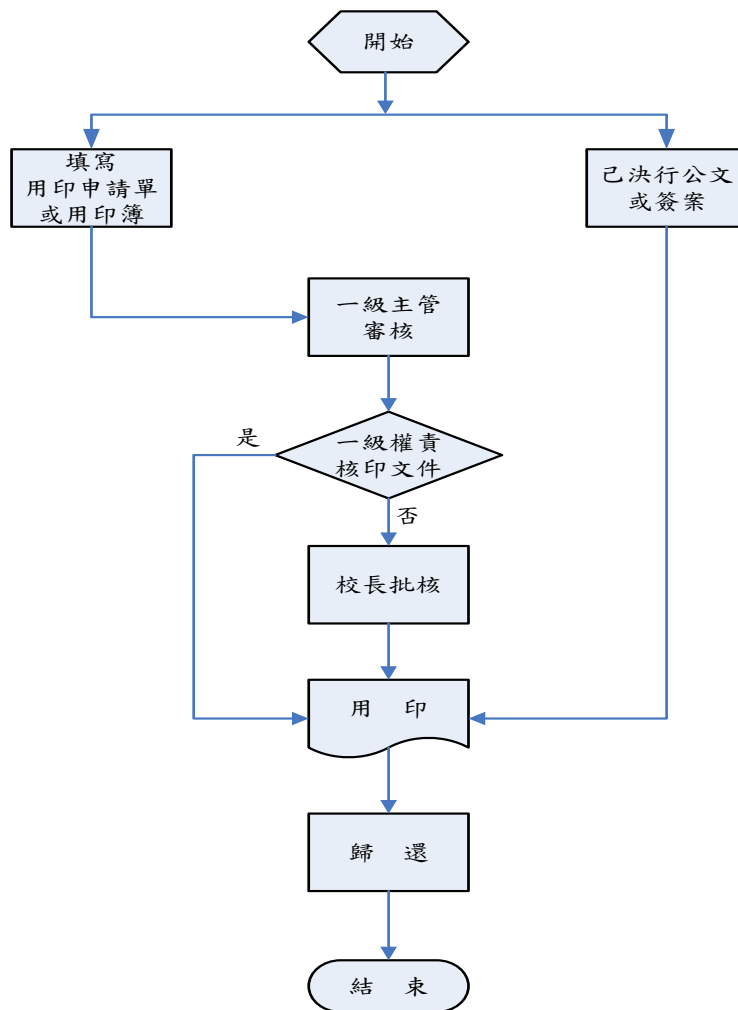 開始
填寫
用印申請單
或用印簿
己決行公文
或簽案
一級主管
審核
是
一級權責
核印文件
否
校長批核
用 印
歸 還
結 束